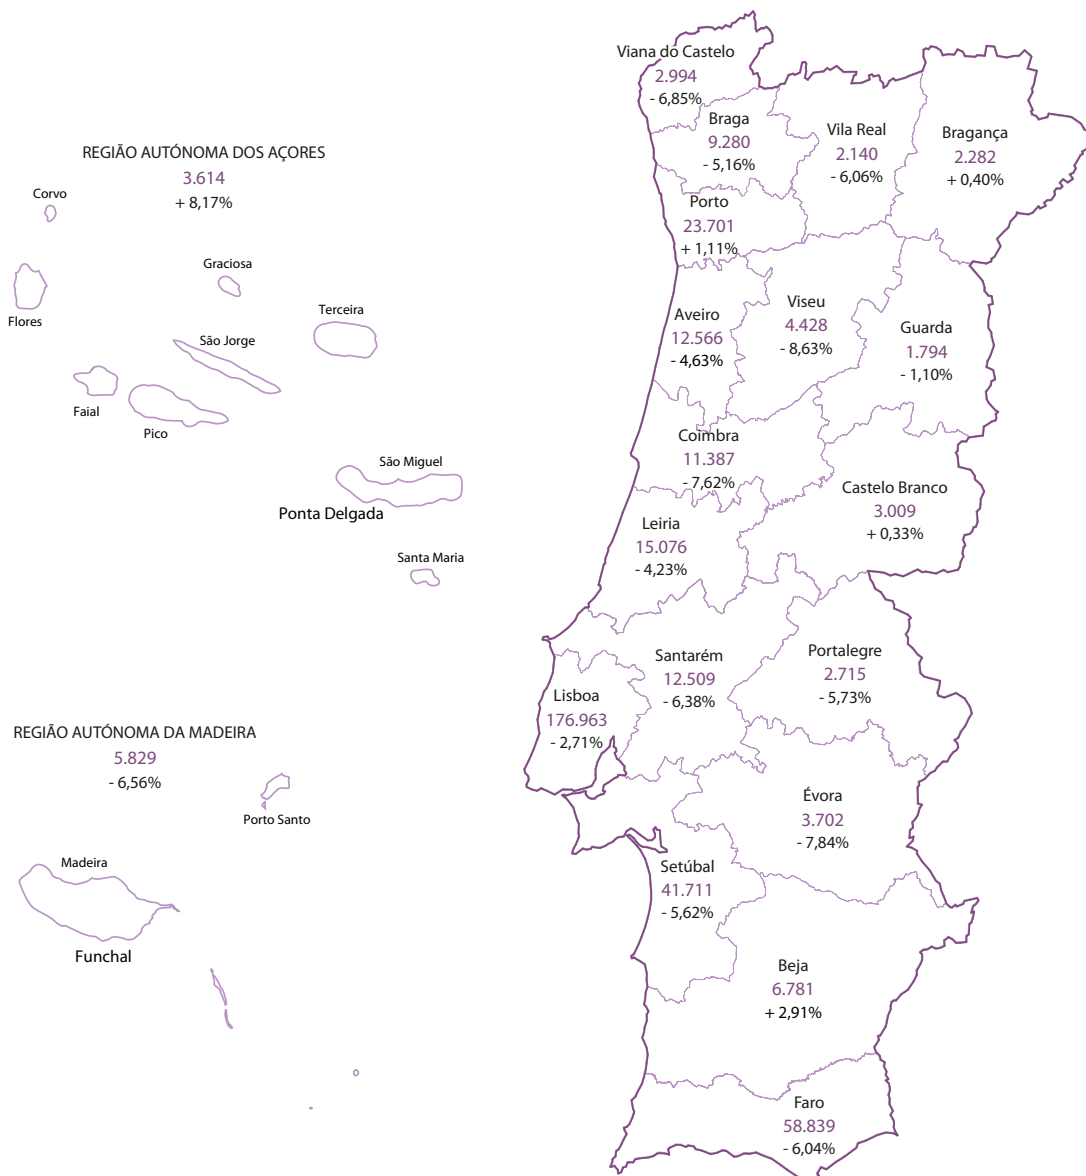 Viana do Castelo
2.994
- 6,85%
Braga
9.280
- 5,16%
Vila Real
2.140
- 6,06%
Bragança
2.282
+ 0,40%
REGIÃO AUTÓNOMA DOS AÇORES
3.614
+ 8,17%
Corvo
Porto
23.701
+ 1,11%
Graciosa
Flores
Terceira
São Jorge
Faial
Pico
Aveiro
12.566
- 4,63%
Viseu
4.428
- 8,63%
Guarda
1.794
- 1,10%
Coimbra
11.387
- 7,62%
São Miguel
Ponta Delgada
Castelo Branco
3.009
+ 0,33%
Leiria
15.076
- 4,23%
Santa Maria
Santarém
12.509
- 6,38%
Portalegre
2.715
- 5,73%
Lisboa
176.963
- 2,71%
REGIÃO AUTÓNOMA DA MADEIRA
5.829
- 6,56%
Porto Santo
Évora
3.702
- 7,84%
Madeira
Funchal
Setúbal
41.711
- 5,62%
Beja
6.781
+ 2,91%
Faro
58.839
- 6,04%